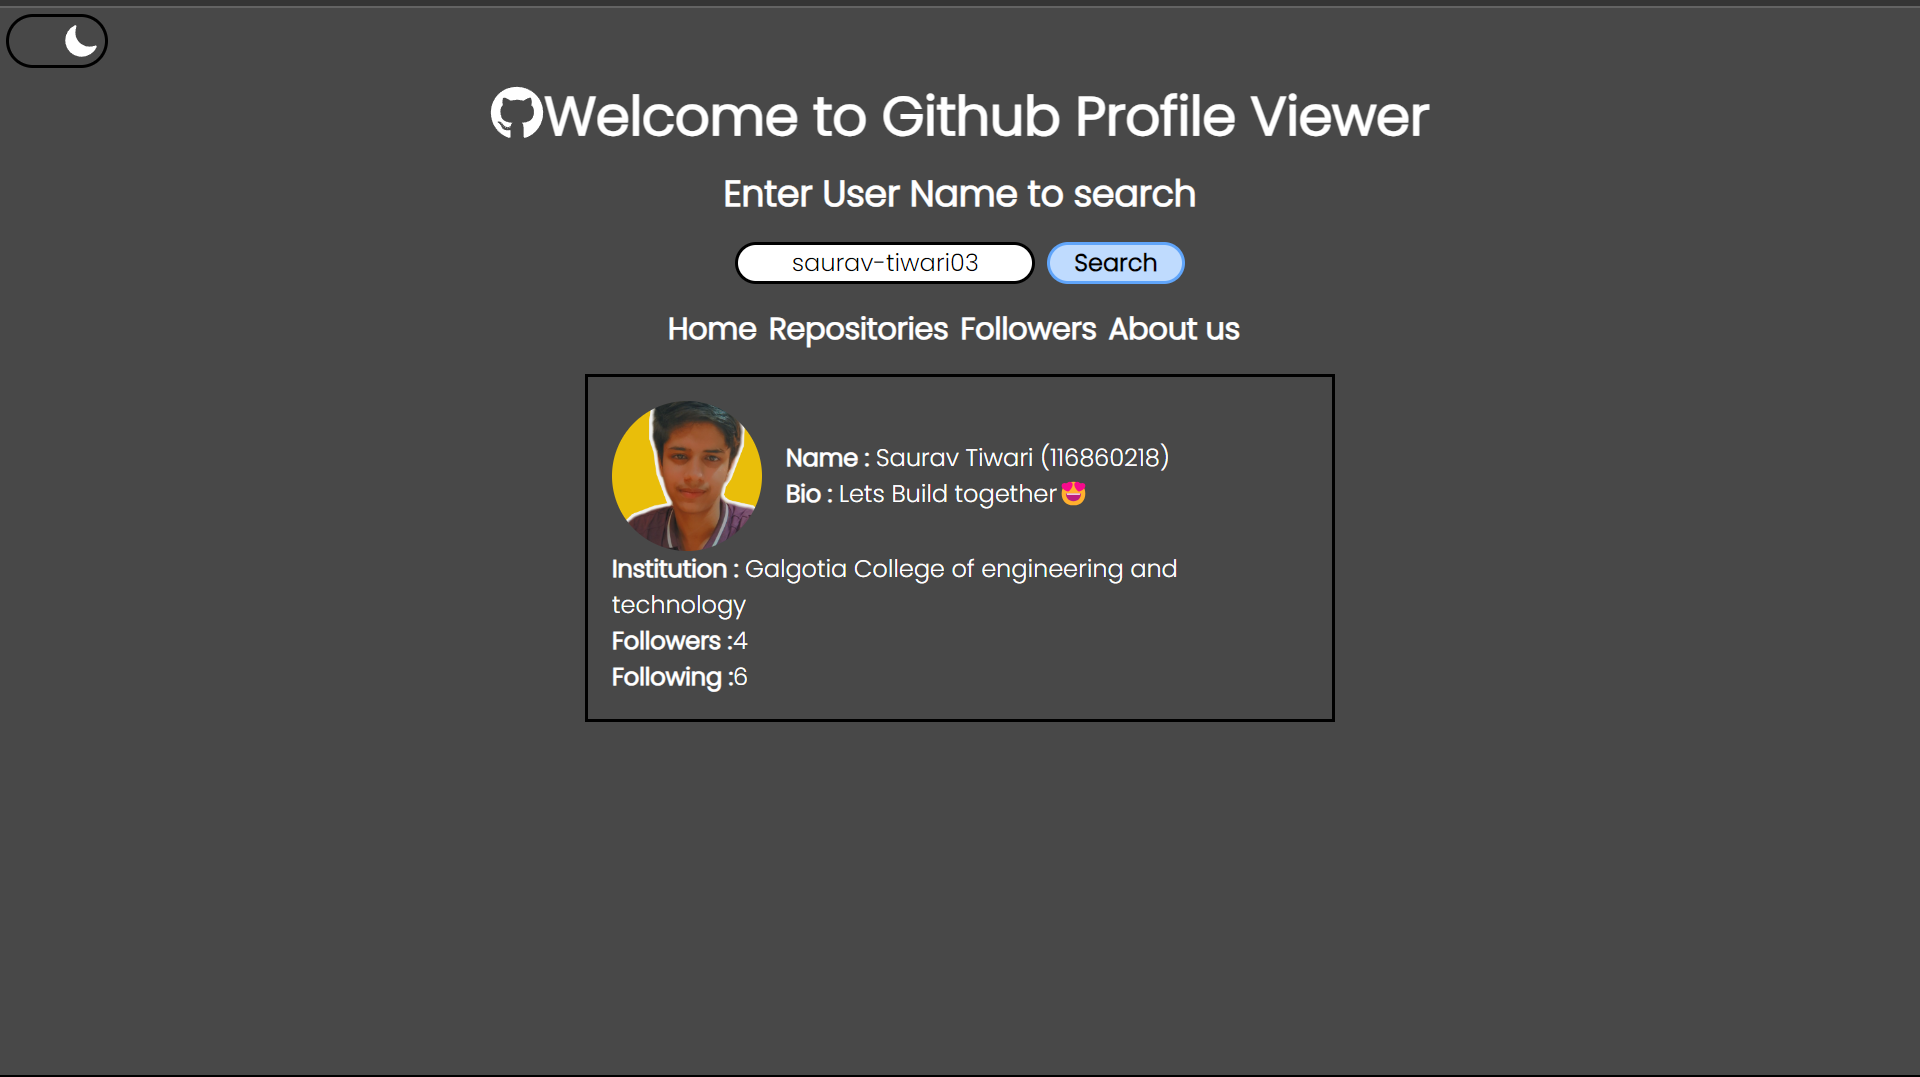 Welcome to Github Profile Viewer
Enter User Name to search
saurav-tiwari03 Search
Home Repositories Followers About us
Name : Saurav Tiwari (116860218)
Bio : Lets Build together🤩
Institution : Galgotia College of engineering and
technology
Followers :4
Following :6